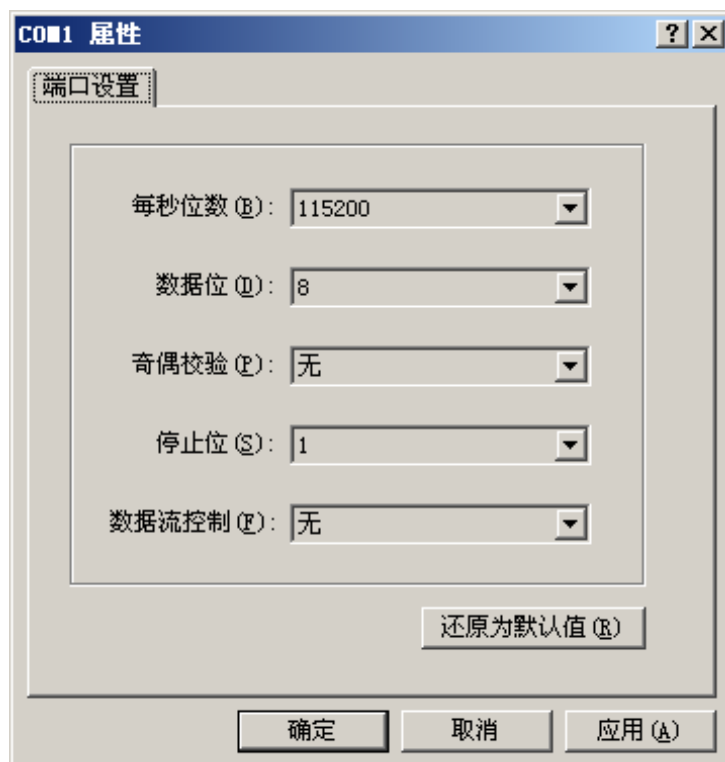 COM1 属性
端口设置
每秒位数(B): 115200
数据位(D): 8
奇偶校验(P): 无
停止位(S): 1
数据流控制(F): 无
还原为默认值(R)
确定 取消 应用(A)